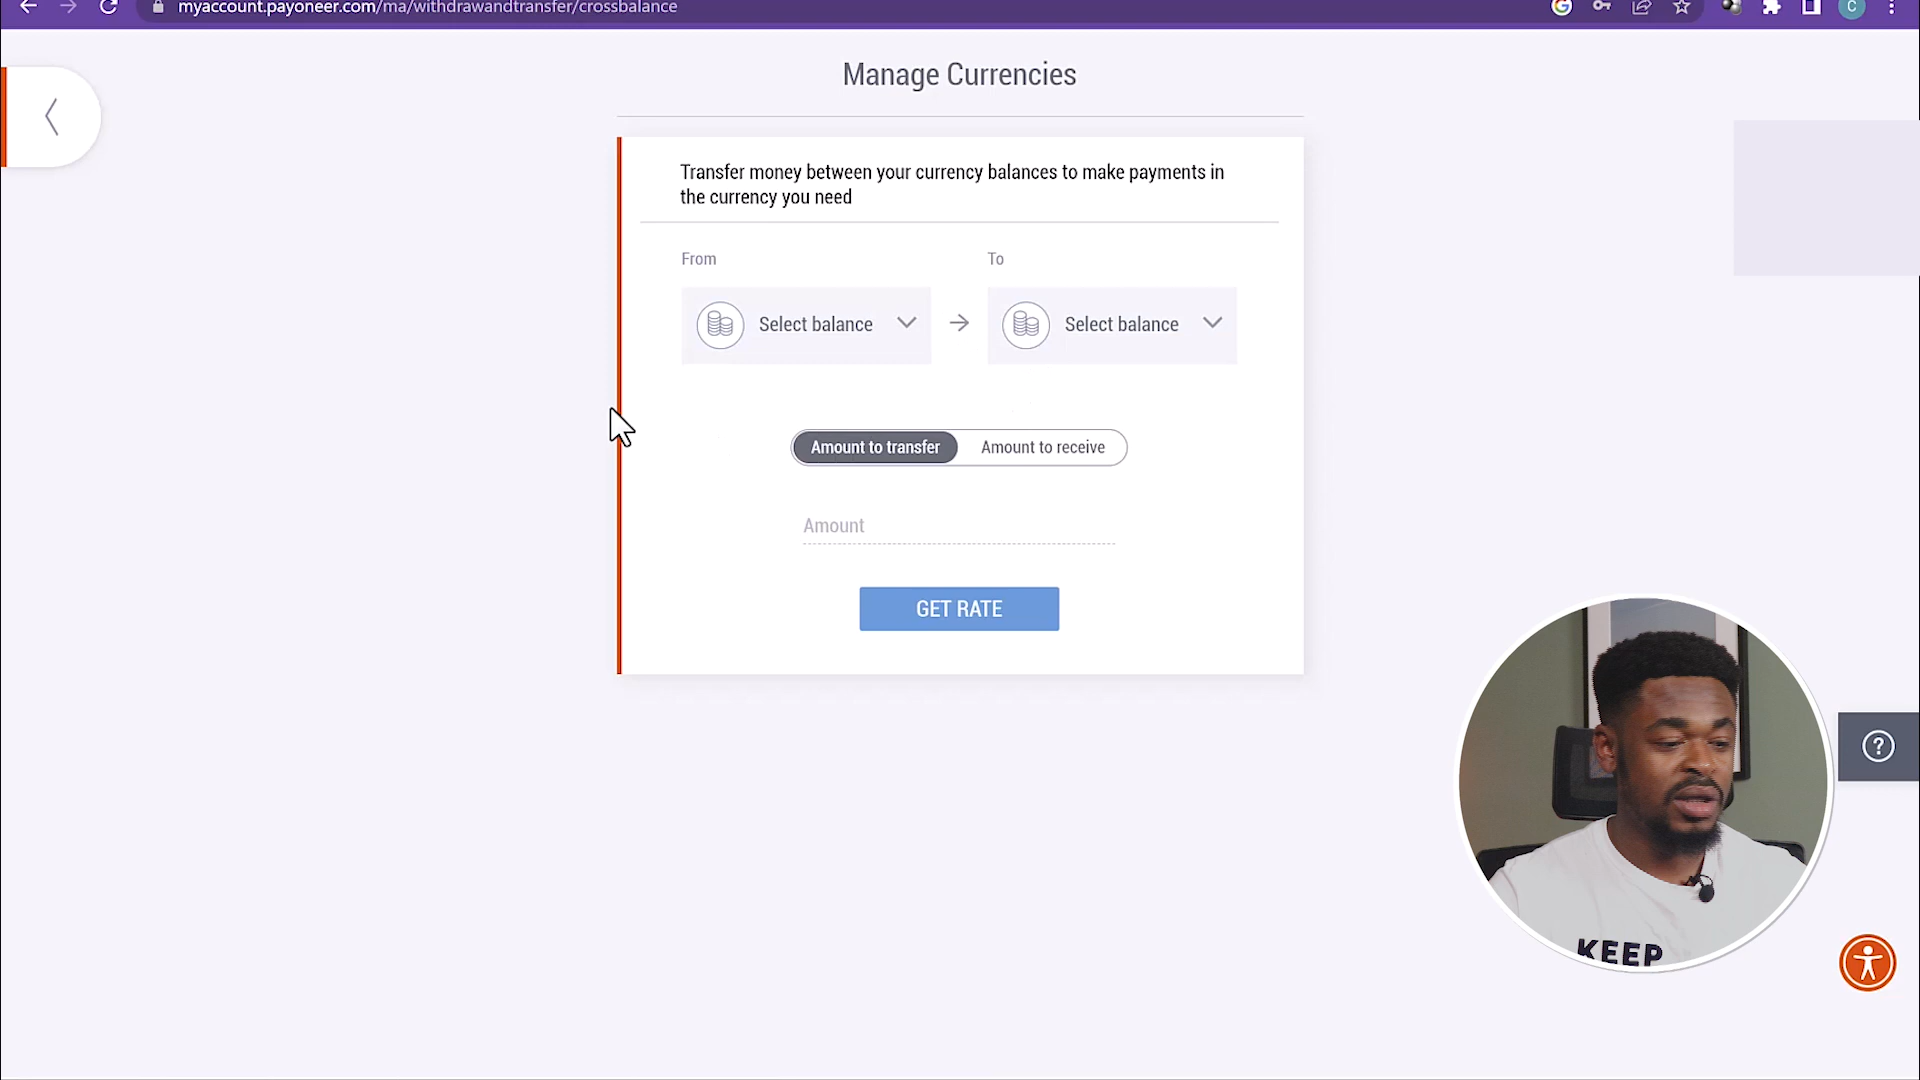 myaccount.payoneer.com/ma/withdrawandtransfer/crossbalance
C
Manage Currencies
Transfer money between your currency balances to make payments in
the currency you need
From
To
Select balance
Select balance
Amount to transfer
Amount to receive
Amount
GET RATE
?
KEEP